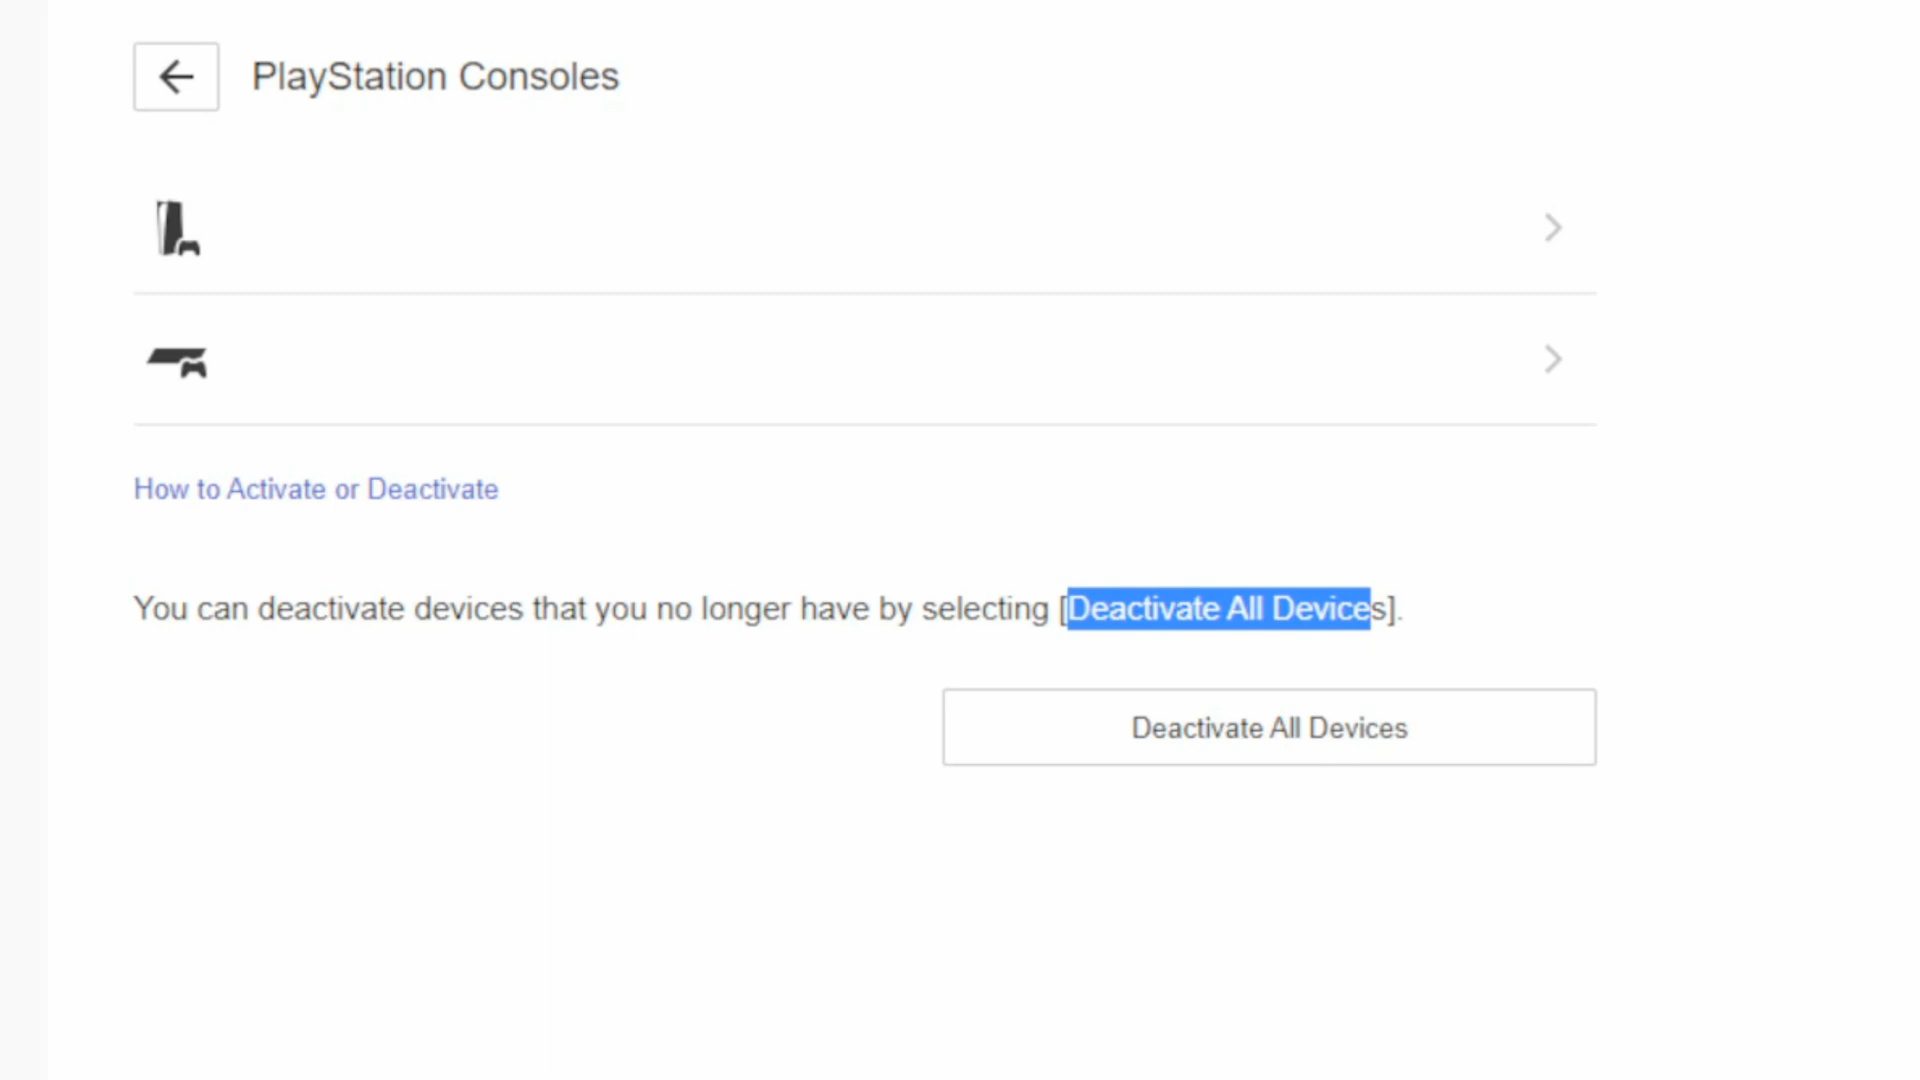 PlayStation Consoles
How to Activate or Deactivate
You can deactivate devices that you no longer have by selecting [Deactivate All Devices].
Deactivate All Devices